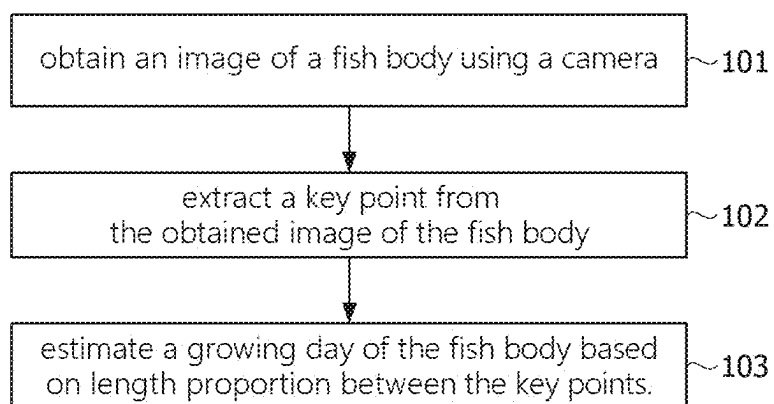 obtain an image of a fish body using a camera
101
extract a key point from
the obtained image of the fish body
102
estimate a growing day of the fish body based
on length proportion between the key points.
103